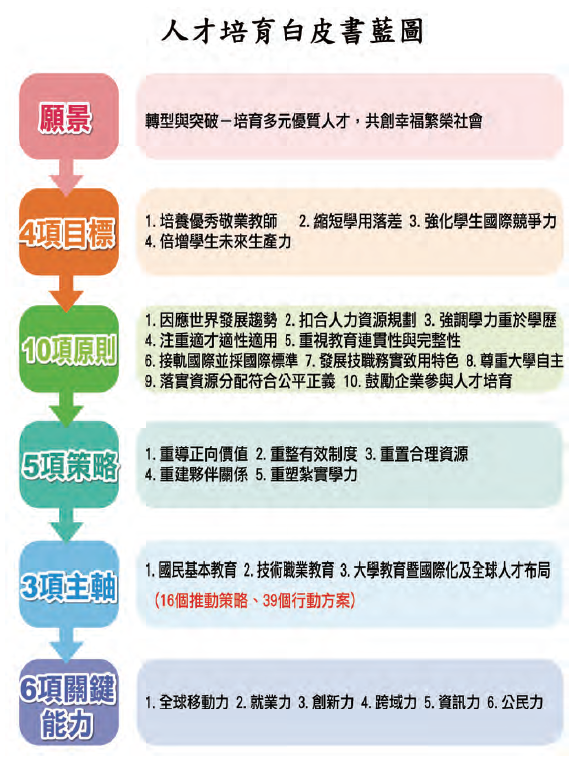 人才培育白皮書藍圖
願景
轉型與突破－培育多元優質人才，共創幸福繁榮社會
4項目標
1. 培養優秀敬業教師 2. 縮短學用落差 3. 強化學生國際競爭力
4. 倍增學生未來生產力
10項原則
1. 因應世界發展趨勢 2. 扣合人力資源規劃 3. 強調學力重於學歷
4. 注重適才適性適用 5. 重視教育連貫性與完整性
6. 接軌國際並採國際標準 7. 發展技職務實致用特色 8. 尊重大學自主
9. 落實資源分配符合公平正義 10. 鼓勵企業參與人才培育
5項策略
1. 重導正向價值 2. 重整有效制度 3. 重置合理資源
4. 重建夥伴關係 5. 重塑紮實學力
3項主軸
1. 國民基本教育 2. 技術職業教育 3. 大學教育暨國際化及全球人才布局
(16個推動策略、39個行動方案)
6項關鍵
能力
1. 全球移動力 2. 就業力 3. 創新力 4. 跨域力 5. 資訊力 6. 公民力